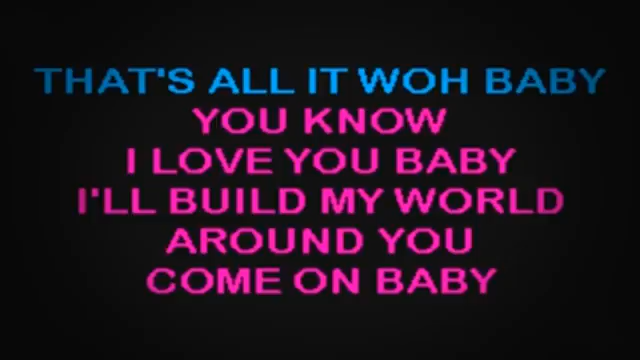 THAT'S ALL IT WOH BABY
YOU KNOW
I LOVE YOU BABY
I'LL BUILD MY WORLD
AROUND YOU
COME ON BABY